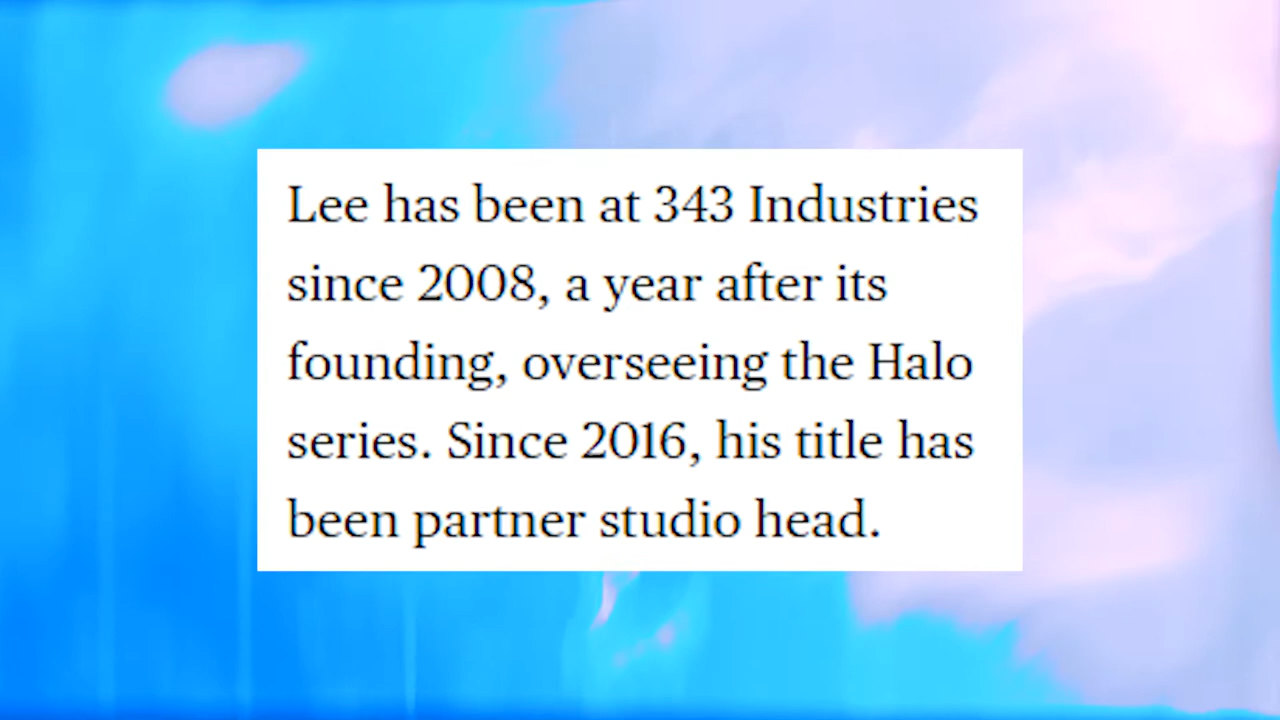 Lee has been at 343 Industries
since 2008, a year after its
founding, overseeing the Halo
series. Since 2016, his title has
been partner studio head.